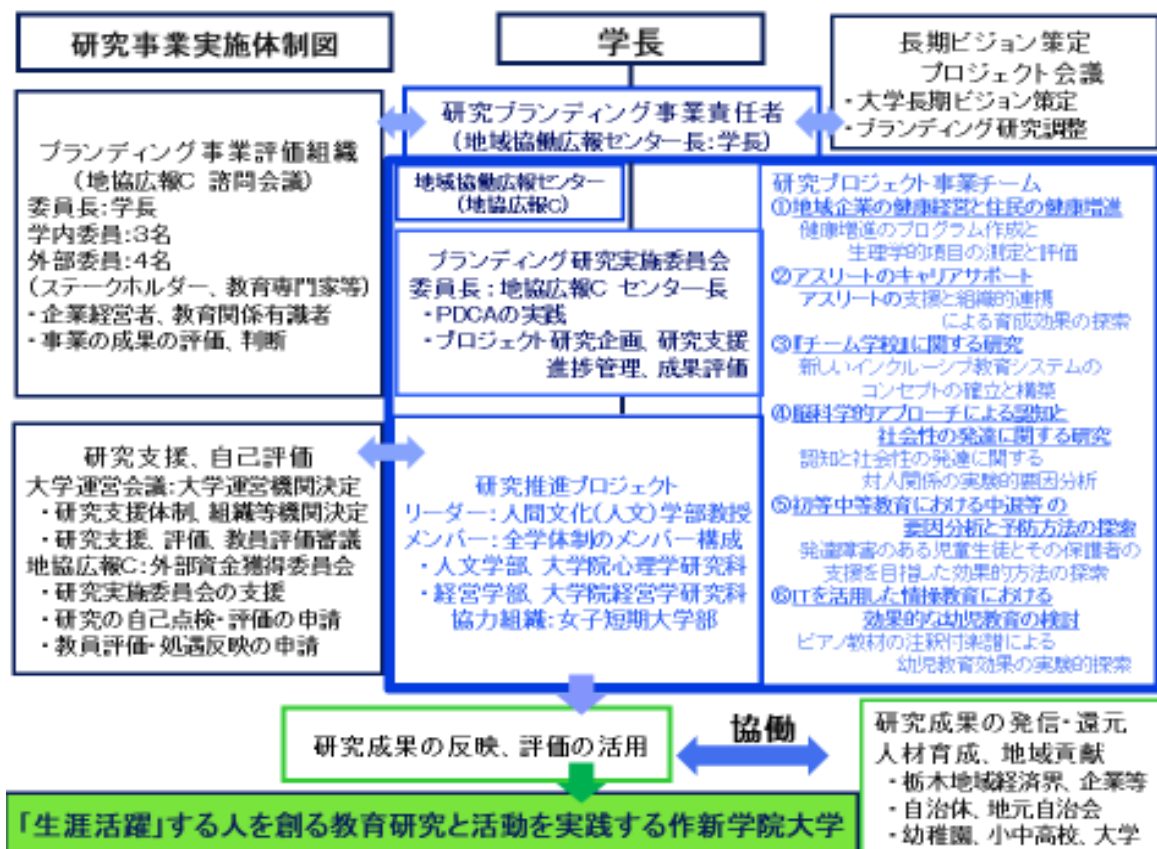 研究事業実施体制図
学長
長期ビジョン策定
プロジェクト会議
・大学長期ビジョン策定
・ブランディング研究調整
研究ブランディング事業責任者
(地域協働広報センター長:学長)
ブランディング事業評価組織
(地協広報C 諮問会議)
委員長:学長
学内委員:3名
外部委員:4名
(ステークホルダー、教育専門家等)
・企業経営者、教育関係有識者
・事業の成果の評価、判断
地域協働広報センター
(地協広報C)
ブランディング研究実施委員会
委員長:地協広報C センター長
・PDCAの実践
・プロジェクト研究企画、研究支援
進捗管理、成果評価
研究プロジェクト事業チーム
①地域企業の健康経営と住民の健康増進
健康増進のプログラム作成と
生理学的項目の測定と評価
②アスリートのキャリアサポート
アスリートの支援と組織的連携
による育成効果の探索
③『チーム学校』に関する研究
新しいインクルーシブ教育システムの
コンセプトの確立と構築
④脳科学的アプローチによる認知と
社会性の発達に関する研究
認知と社会性の発達に関する
対人関係の実験的要因分析
⑤初等中等教育における中退等の
要因分析と予防方法の探索
発達障害のある児童生徒とその保護者の
支援を目指した効果的方法の探索
⑥ITを活用した情操教育における
効果的な幼児教育の検討
ピアノ教材の注釈付楽譜による
幼児教育効果の実験的探索
研究支援、自己評価
大学運営会議:大学運営機関決定
・研究支援体制、組織等機関決定
・研究支援、評価、教員評価審議
地協広報C:外部資金獲得委員会
・研究実施委員会の支援
・研究の自己点検・評価の申請
・教員評価・処遇反映の申請
研究推進プロジェクト
リーダー:人間文化(人文)学部教授
メンバー:全学体制のメンバー構成
・人文学部、大学院心理学研究科
・経営学部、大学院経営学研究科
協力組織:女子短期大学部
研究成果の反映、評価の活用
協働
研究成果の発信・還元
人材育成、地域貢献
・栃木地域経済界、企業等
・自治体、地元自治会
・幼稚園、小中高校、大学
「生涯活躍」する人を創る教育研究と活動を実践する作新学院大学